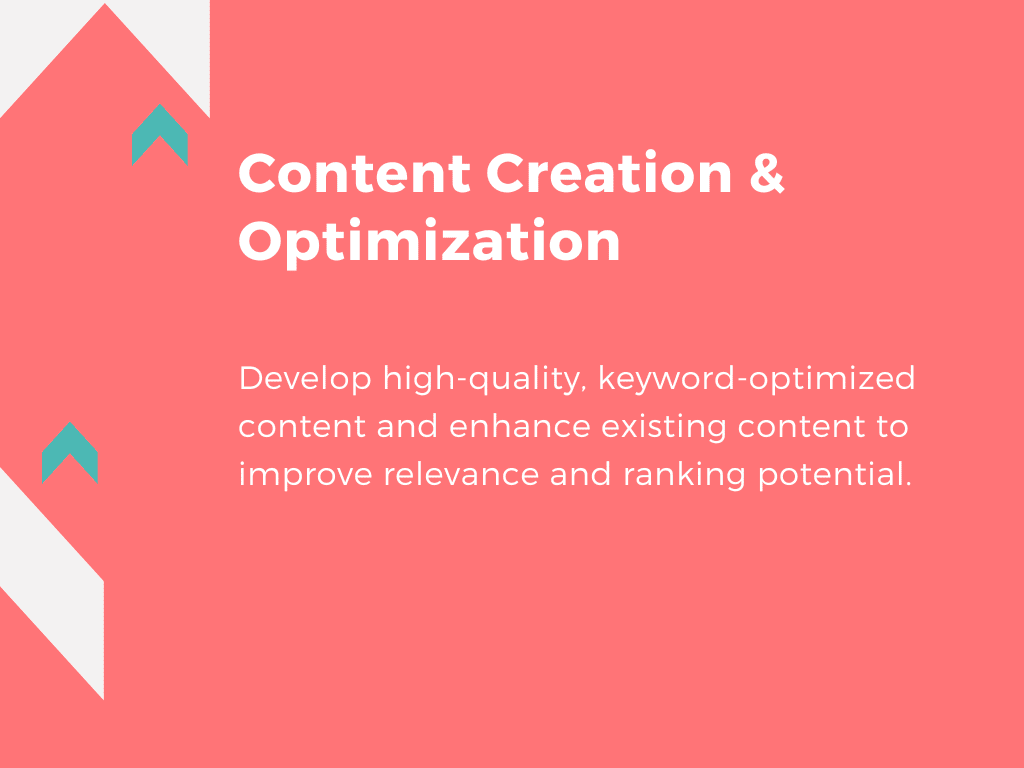 Content Creation &
Optimization
Develop high-quality, keyword-optimized
content and enhance existing content to
improve relevance and ranking potential.